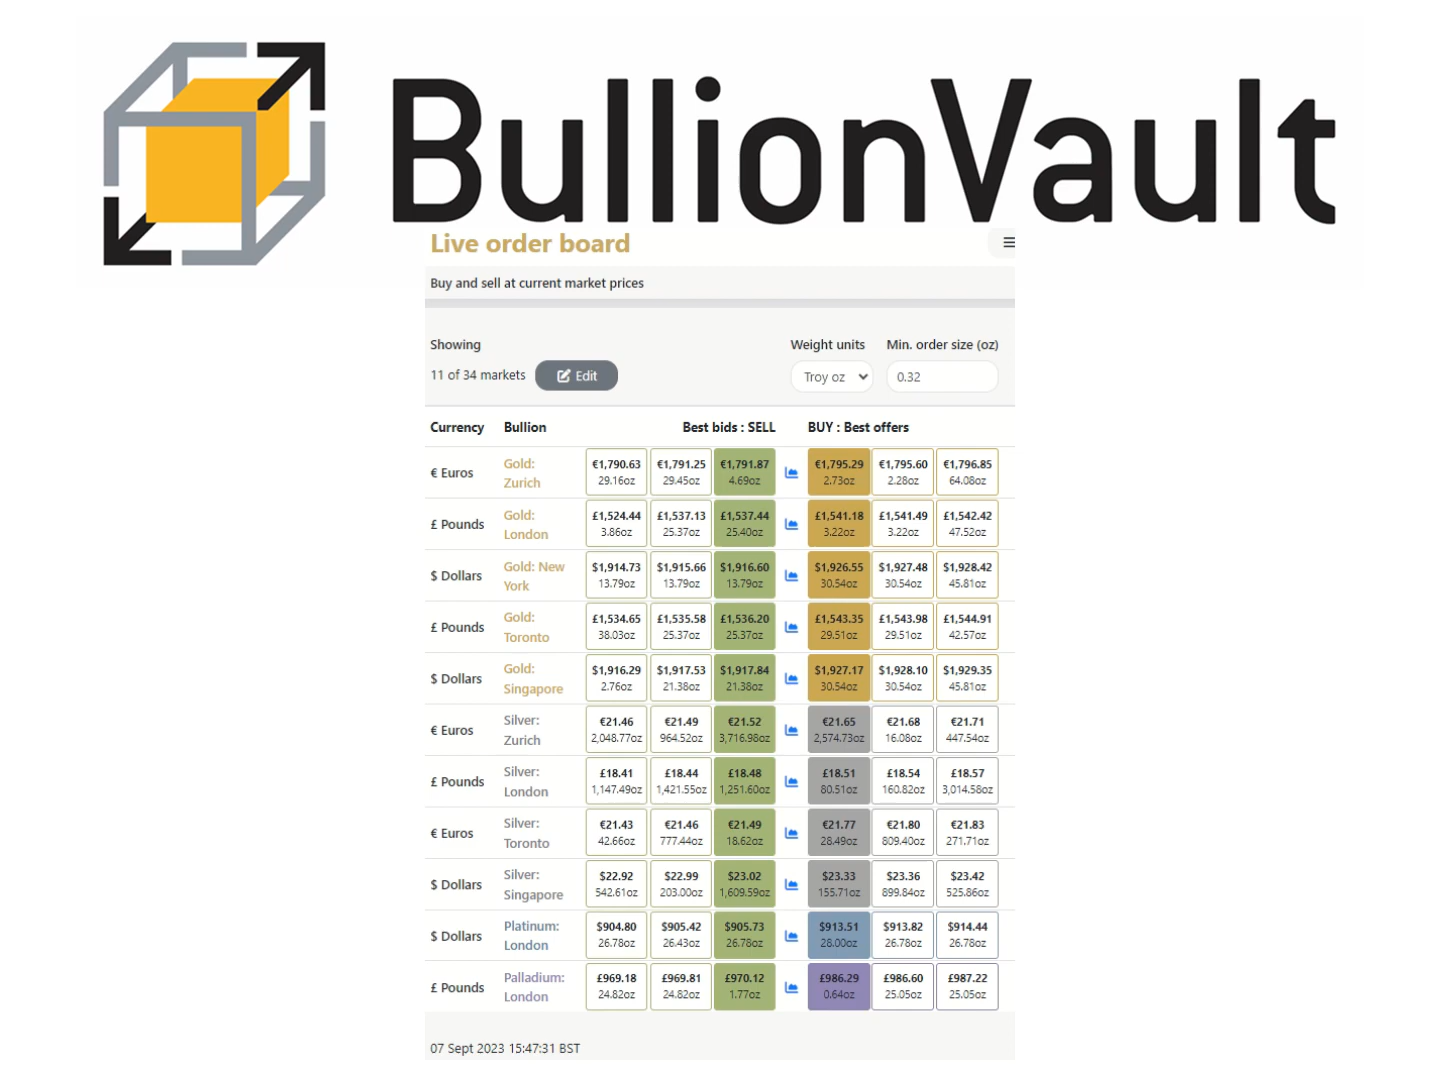 BullionVault
Live order board
Buy and sell at current market prices
Showing
Weight units Min. order size (oz)
11 of 34 markets Edit Troy oz 0.32
Currency Bullion Best bids : SELL BUY : Best offers
€ Euros Gold: Zurich €1,790.63 29.16oz €1,791.25 29.45oz €1,791.87 4.69oz €1,795.29 2.73oz €1,795.60 2.28oz €1,796.85 64.08oz
£ Pounds Gold: London £1,524.44 3.86oz £1,537.13 25.37oz £1,537.44 25.40oz £1,541.18 3.22oz £1,541.49 3.22oz £1,542.42 47.52oz
$ Dollars Gold: New York $1,914.73 13.79oz $1,915.66 13.79oz $1,916.60 13.79oz $1,926.55 30.54oz $1,927.48 30.54oz $1,928.42 45.81oz
£ Pounds Gold: Toronto £1,534.65 38.03oz £1,535.58 25.37oz £1,536.20 25.37oz £1,543.35 29.51oz £1,543.98 29.51oz £1,544.91 42.57oz
$ Dollars Gold: Singapore $1,916.29 2.76oz $1,917.53 21.38oz $1,917.84 21.38oz $1,927.17 30.54oz $1,928.10 30.54oz $1,929.35 45.81oz
€ Euros Silver: Zurich €21.46 2,048.77oz €21.49 964.52oz €21.52 3,716.98oz €21.65 2,574.73oz €21.68 16.08oz €21.71 447.54oz
£ Pounds Silver: London £18.41 1,147.49oz £18.44 1,421.55oz £18.48 1,251.60oz £18.51 80.51oz £18.54 160.82oz £18.57 3,014.58oz
€ Euros Silver: Toronto €21.43 42.66oz €21.46 777.44oz €21.49 18.62oz €21.77 28.49oz €21.80 809.40oz €21.83 271.71oz
$ Dollars Silver: Singapore $22.92 542.61oz $22.99 203.00oz $23.02 1,609.59oz $23.33 155.71oz $23.36 899.84oz $23.42 525.86oz
$ Dollars Platinum: London $904.80 26.78oz $905.42 26.43oz $905.73 26.78oz $913.51 28.00oz $913.82 26.78oz $914.44 26.78oz
£ Pounds Palladium: London £969.18 24.82oz £969.81 24.82oz £970.12 1.77oz £986.29 0.64oz £986.60 25.05oz £987.22 25.05oz
07 Sept 2023 15:47:31 BST